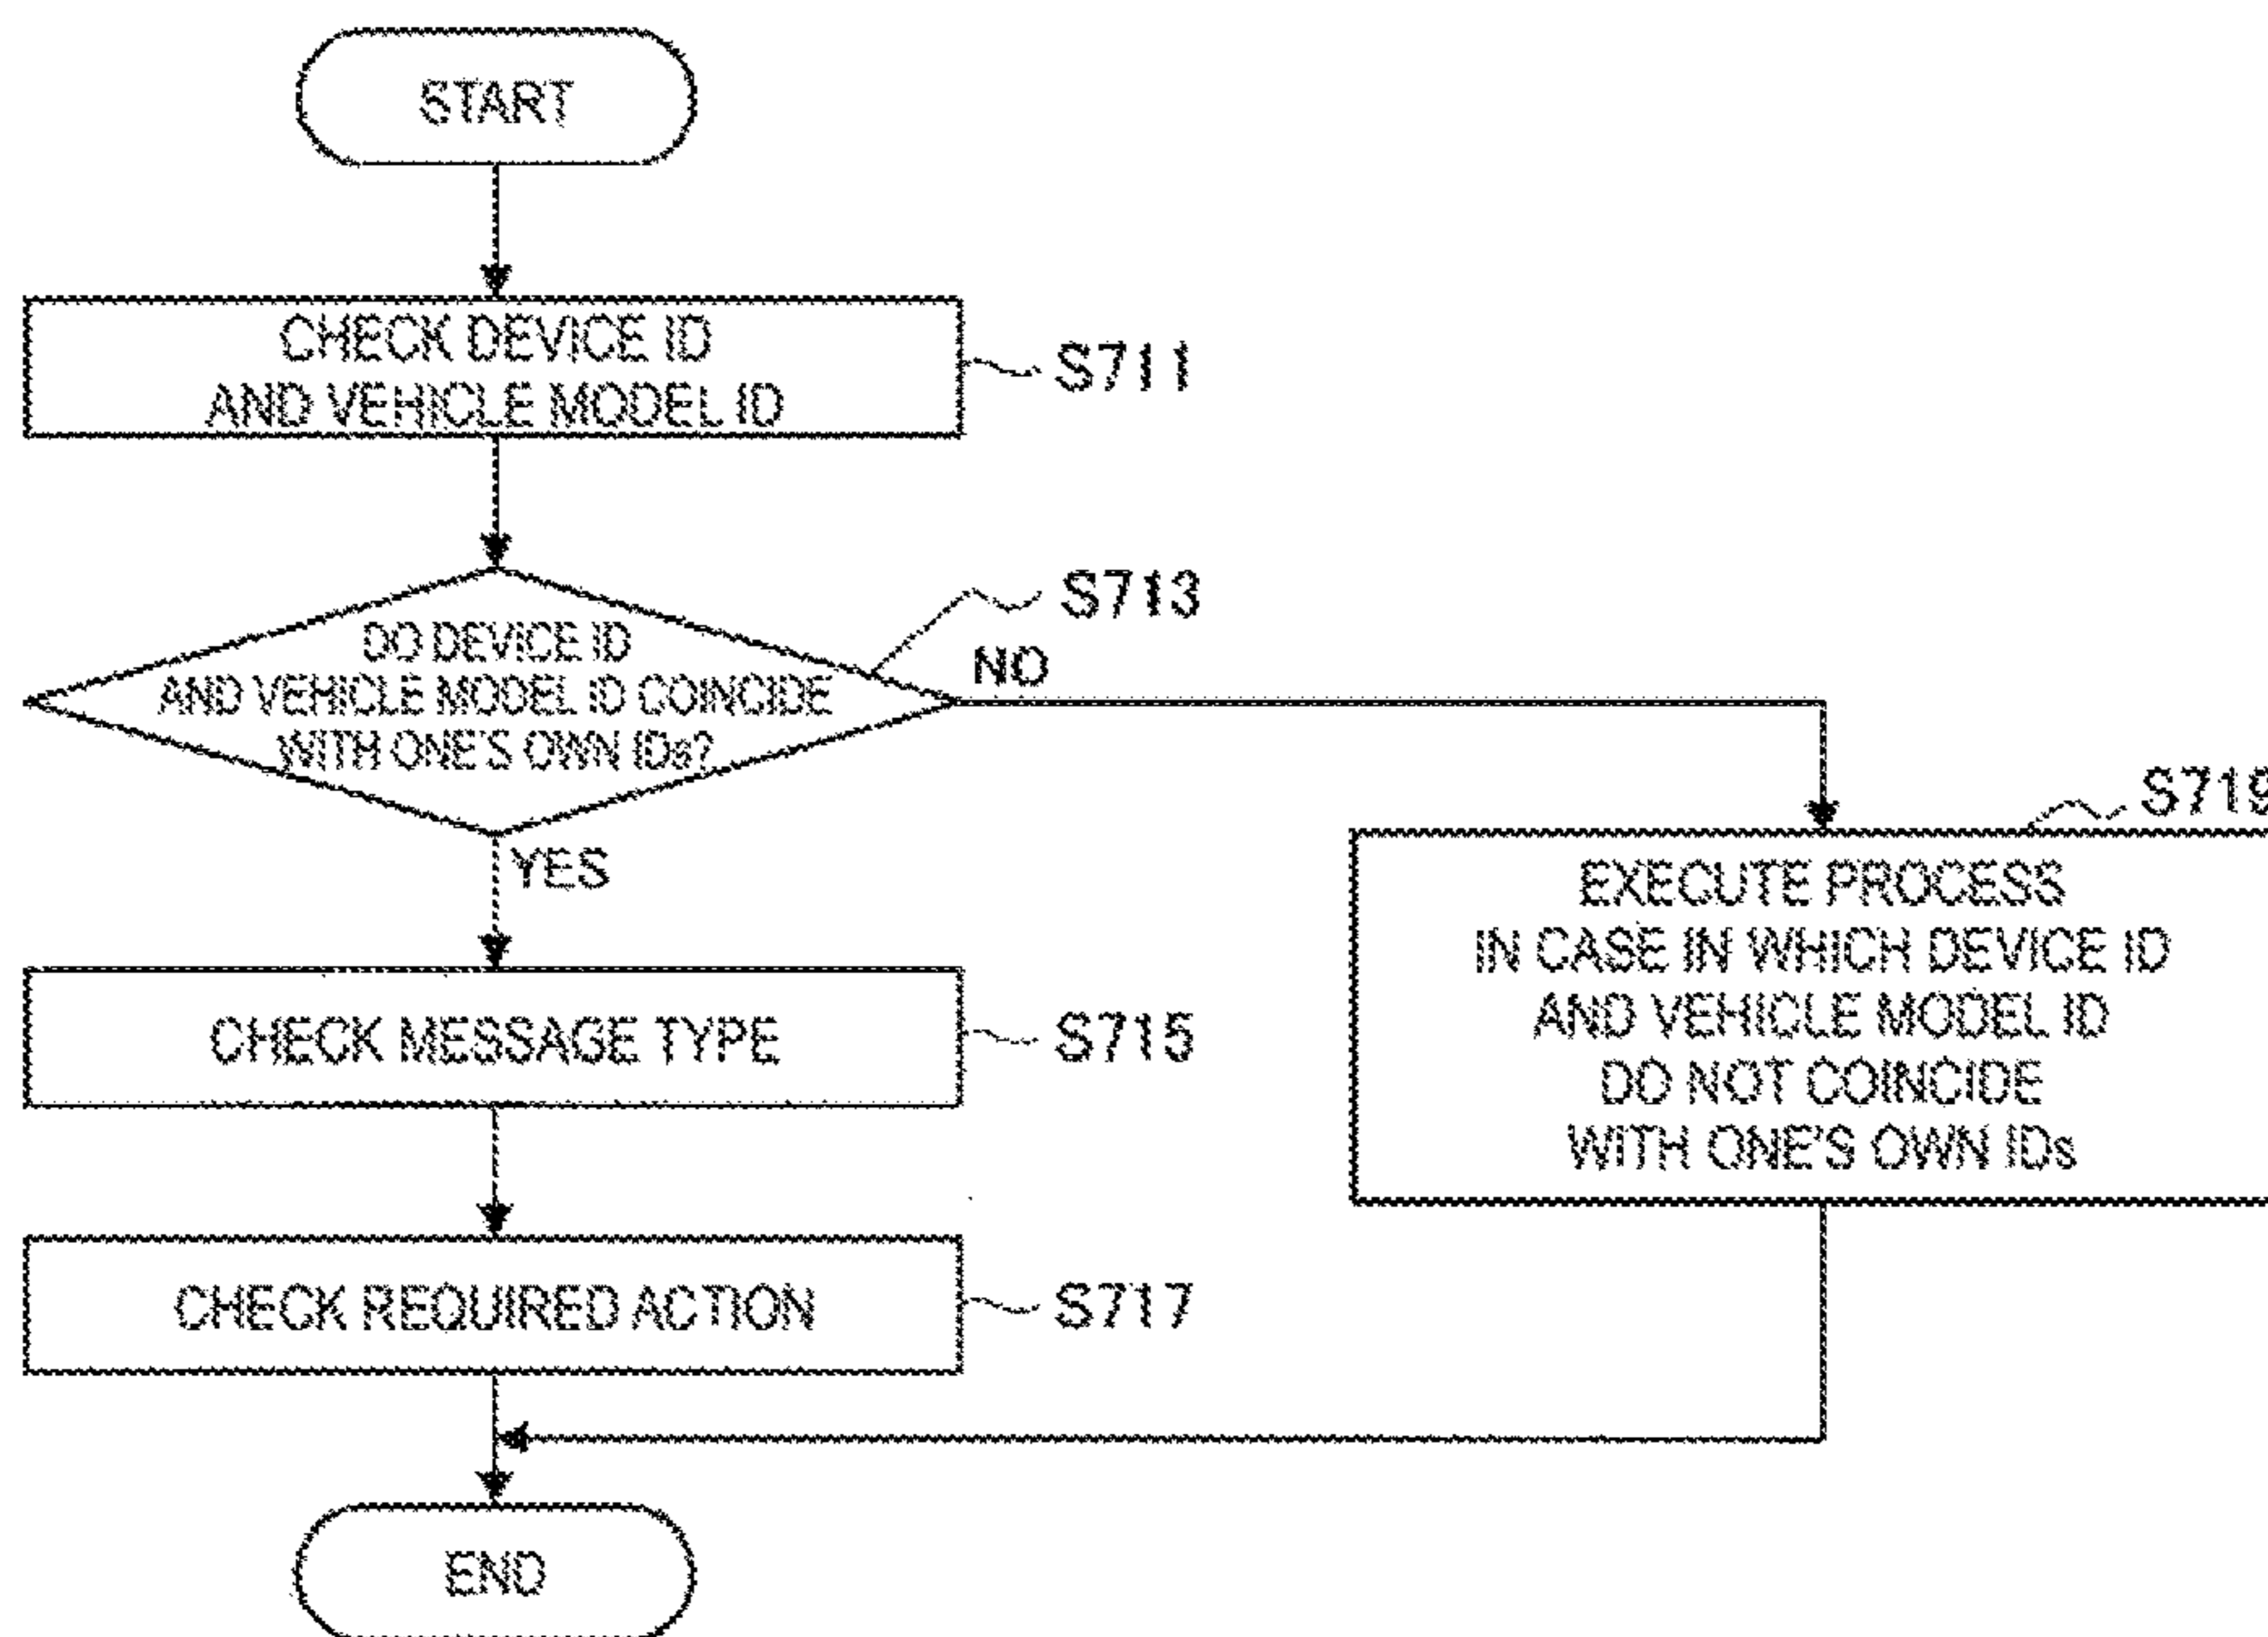 START
CHECK DEVICE ID
AND VEHICLE MODEL ID
S711
DO DEVICE ID
AND VEHICLE MODEL ID COINCIDE
WITH ONE'S OWN IDs?
S713
NO
YES
S719
EXECUTE PROCESS
IN CASE IN WHICH DEVICE ID
AND VEHICLE MODEL ID
DO NOT COINCIDE
WITH ONE'S OWN IDs
CHECK MESSAGE TYPE
S715
CHECK REQUIRED ACTION
S717
END